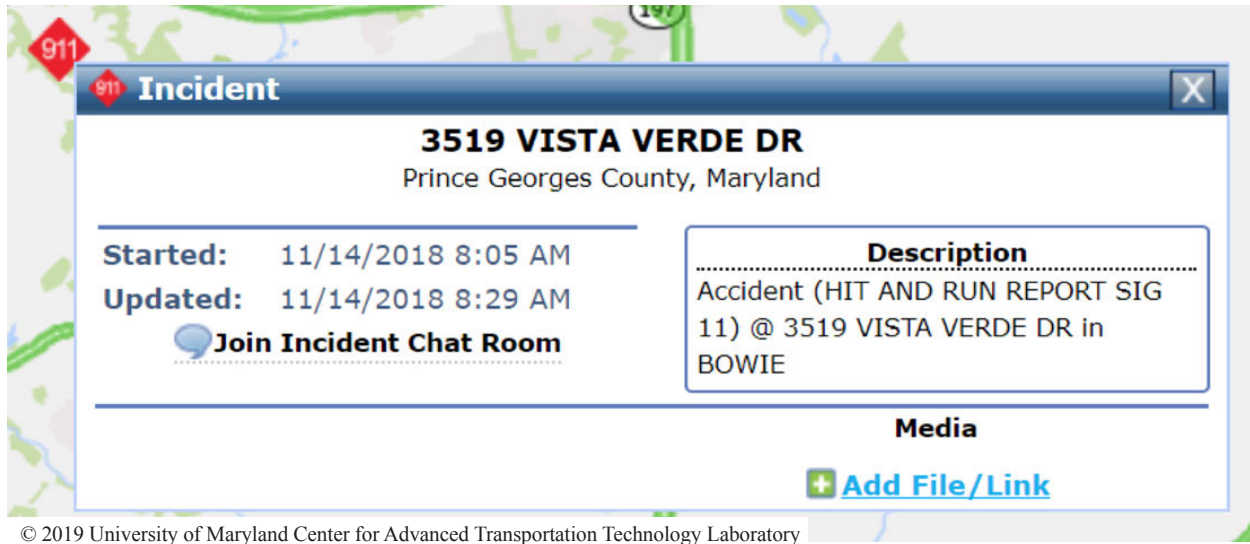 197
911
911 Incident X
3519 VISTA VERDE DR
Prince Georges County, Maryland
Started: 11/14/2018 8:05 AM
Updated: 11/14/2018 8:29 AM
Join Incident Chat Room
Description
Accident (HIT AND RUN REPORT SIG
11) @ 3519 VISTA VERDE DR in
BOWIE
Media
Add File/Link
© 2019 University of Maryland Center for Advanced Transportation Technology Laboratory